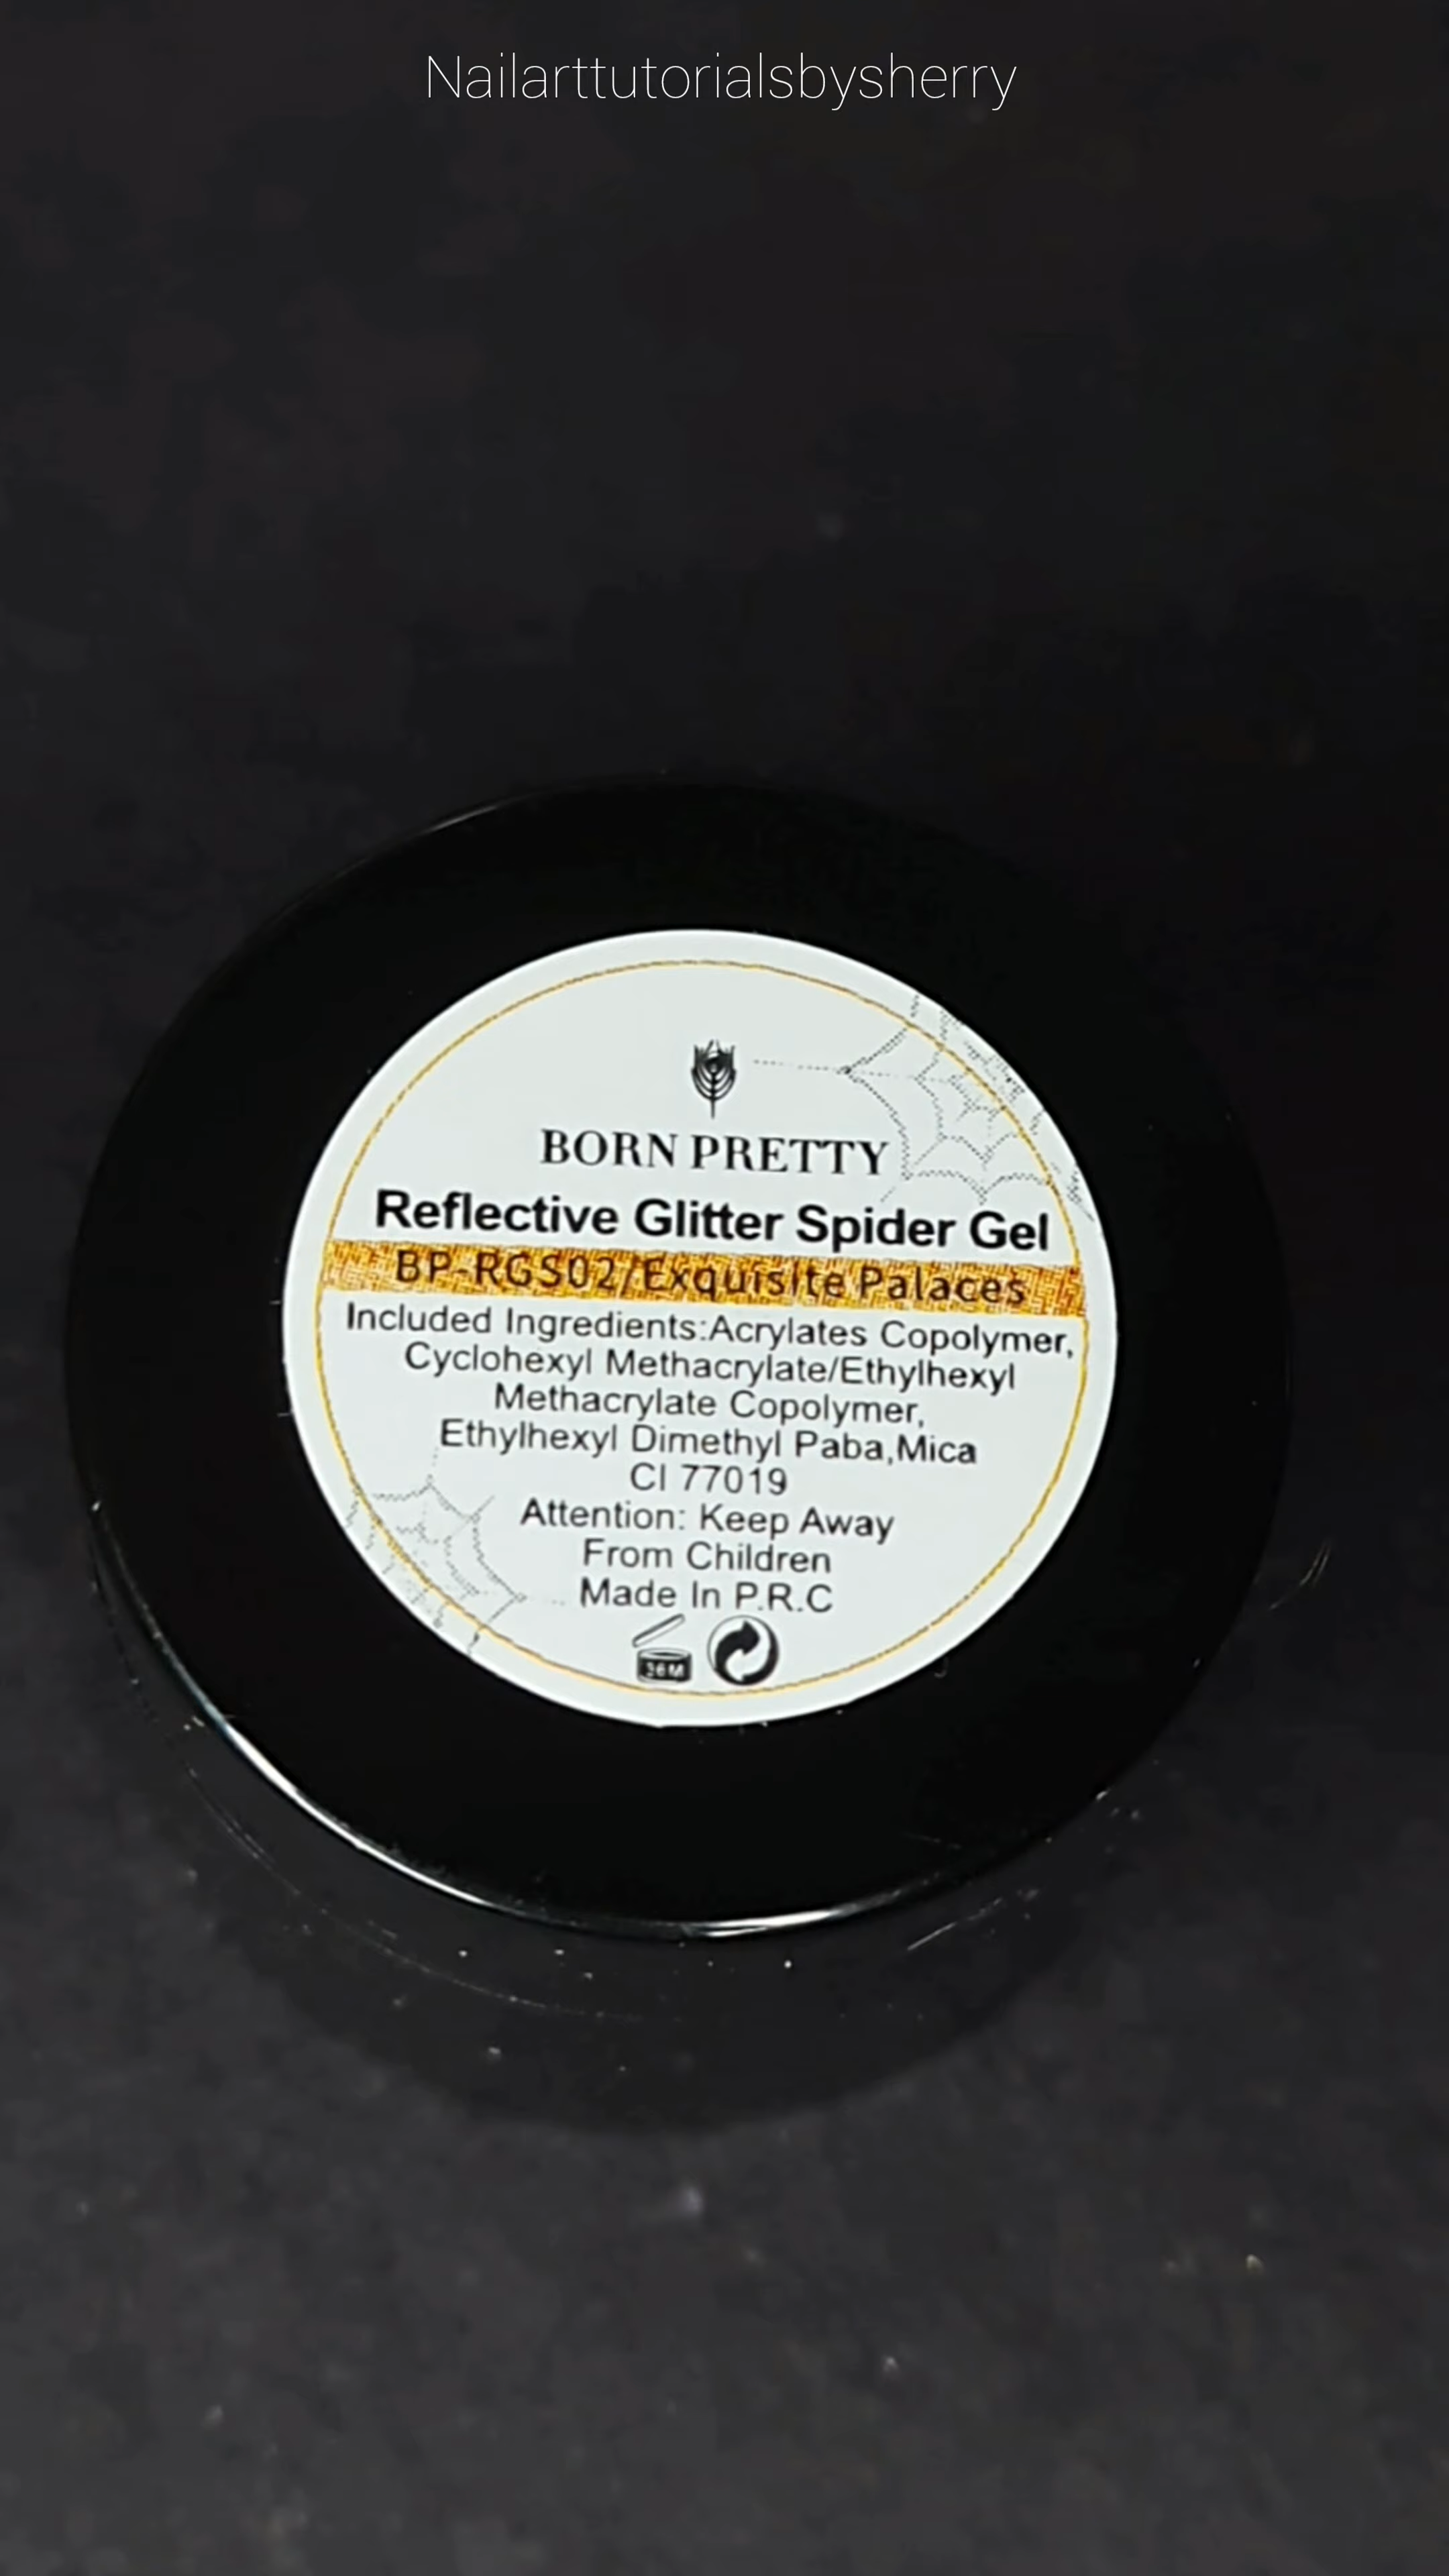 Nailarttutorialsbysherry
BORN PRETTY
Reflective Glitter Spider Gel
BP-RGS02/Exquisite Palaces
Included Ingredients:Acrylates Copolymer,
Cyclohexyl Methacrylate/Ethylhexyl
Methacrylate Copolymer,
Ethylhexyl Dimethyl Paba,Mica
CI 77019
Attention: Keep Away
From Children
Made In P.R.C
36M